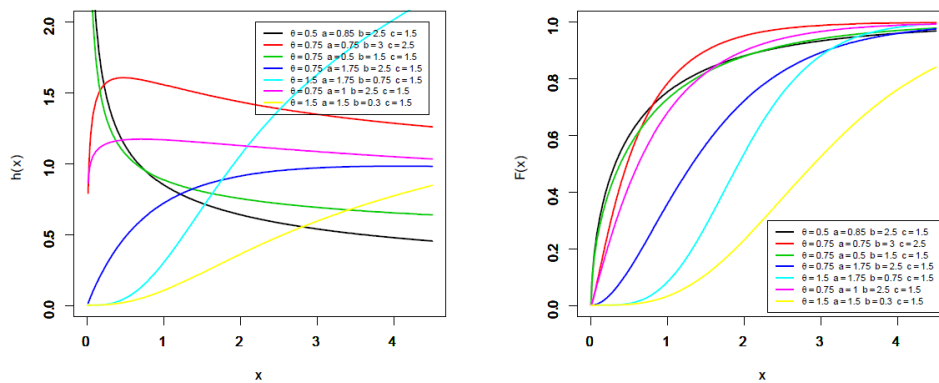 2.0
1.5
1.0
0.5
0.0
h(x)
θ = 0.5 a = 0.85 b = 2.5 c = 1.5
θ = 0.75 a = 0.75 b = 3 c = 2.5
θ = 0.75 a = 0.5 b = 1.5 c = 1.5
θ = 0.75 a = 1.75 b = 2.5 c = 1.5
θ = 1.5 a = 1.75 b = 0.75 c = 1.5
θ = 0.75 a = 1 b = 2.5 c = 1.5
θ = 1.5 a = 1.5 b = 0.3 c = 1.5
0 1 2 3 4
x
1.0
0.8
0.6
0.4
0.2
0.0
F(x)
θ = 0.5 a = 0.85 b = 2.5 c = 1.5
θ = 0.75 a = 0.75 b = 3 c = 2.5
θ = 0.75 a = 0.5 b = 1.5 c = 1.5
θ = 0.75 a = 1.75 b = 2.5 c = 1.5
θ = 1.5 a = 1.75 b = 0.75 c = 1.5
θ = 0.75 a = 1 b = 2.5 c = 1.5
θ = 1.5 a = 1.5 b = 0.3 c = 1.5
0 1 2 3 4
x